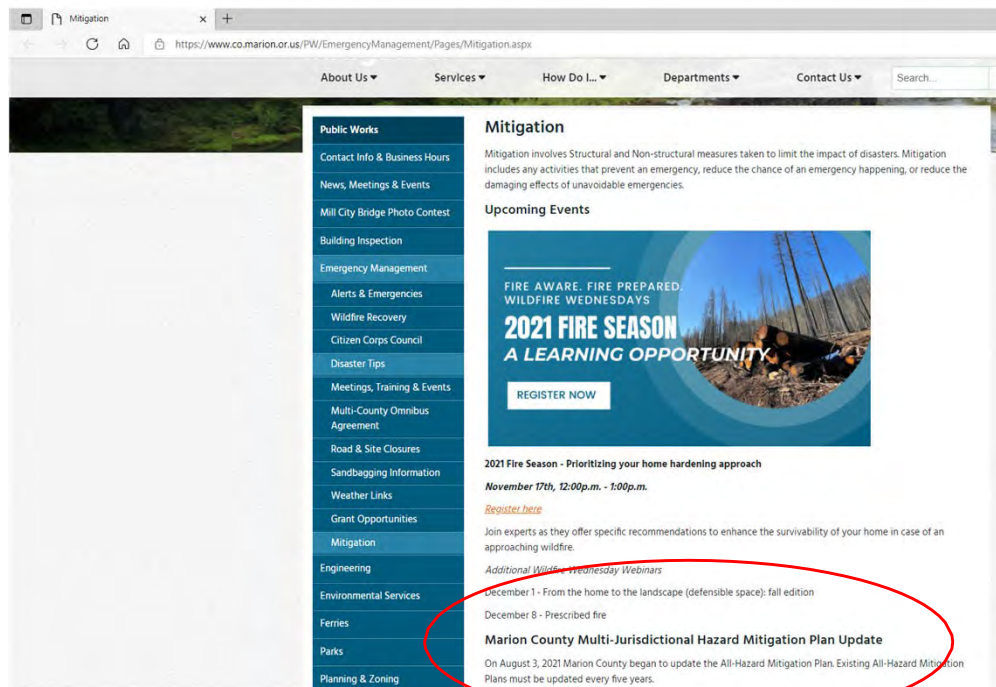 Mitigation
https://www.co.marion.or.us/PW/EmergencyManagement/Pages/Mitigation.aspx
About Us
Services
How Do I...
Departments
Contact Us
Search...
Public Works
Contact Info & Business Hours
News, Meetings & Events
Mill City Bridge Photo Contest
Building Inspection
Emergency Management
Alerts & Emergencies
Wildfire Recovery
Citizen Corps Council
Disaster Tips
Meetings, Training & Events
Multi-County Omnibus
Agreement
Road & Site Closures
Sandbagging Information
Weather Links
Grant Opportunities
Mitigation
Engineering
Environmental Services
Ferries
Parks
Planning & Zoning
Mitigation
Mitigation involves Structural and Non-structural measures taken to limit the impact of disasters. Mitigation
includes any activities that prevent an emergency, reduce the chance of an emergency happening, or reduce the
damaging effects of unavoidable emergencies.
Upcoming Events
FIRE AWARE. FIRE PREPARED.
WILDFIRE WEDNESDAYS
2021 FIRE SEASON
A LEARNING OPPORTUNITY
REGISTER NOW
2021 Fire Season - Prioritizing your home hardening approach
November 17th, 12:00p.m. - 1:00p.m.
Register here
Join experts as they offer specific recommendations to enhance the survivability of your home in case of an
approaching wildfire.
Additional Wildfire Wednesday Webinars
December 1 - From the home to the landscape (defensible space): fall edition
December 8 - Prescribed fire
Marion County Multi-Jurisdictional Hazard Mitigation Plan Update
On August 3, 2021 Marion County began to update the All-Hazard Mitigation Plan. Existing All-Hazard Mitigation
Plans must be updated every five years.